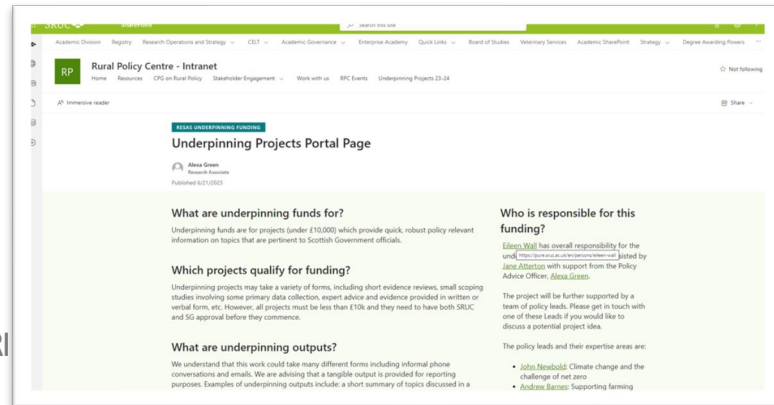 SRUC
SharePoint
Search this site
Academic Division Registry Research Operations and Strategy CELT Academic Governance Enterprise Academy Quick Links Board of Studies Veterinary Services Academic SharePoint Strategy Degree Awarding Powers ...
RP
Rural Policy Centre - Intranet
Not following
Home Resources CPG on Rural Policy Stakeholder Engagement Work with us RPC Events Underpinning Projects 23-24
Immersive reader
Share
RESAS UNDERPINNING FUNDING
Underpinning Projects Portal Page
Alexa Green
Research Associate
Published 6/21/2023
What are underpinning funds for?
Underpinning funds are for projects (under £10,000) which provide quick, robust policy relevant
information on topics that are pertinent to Scottish Government officials.
Which projects qualify for funding?
Underpinning projects may take a variety of forms, including short evidence reviews, small scoping
studies involving some primary data collection, expert advice and evidence provided in written or
verbal form, etc. However, all projects must be less than £10k and they need to have both SRUC
and SG approval before they commence.
What are underpinning outputs?
We understand that this work could take many different forms including informal phone
conversations and emails. We are advising that a tangible output is provided for reporting
purposes. Examples of underpinning outputs include: a short summary of topics discussed in a
Who is responsible for this
funding?
Eileen Wall has overall responsibility for the
und
https://pure.sruc.ac.uk/en/persons/eileen-wall
isted by
Jane Atterton with support from the Policy
Advice Officer, Alexa Green.
The project will be further supported by a
team of policy leads. Please get in touch with
one of these Leads if you would like to
discuss a potential project idea.
The policy leads and their expertise areas are:
• John Newbold: Climate change and the
challenge of net zero
• Andrew Barnes: Supporting farming